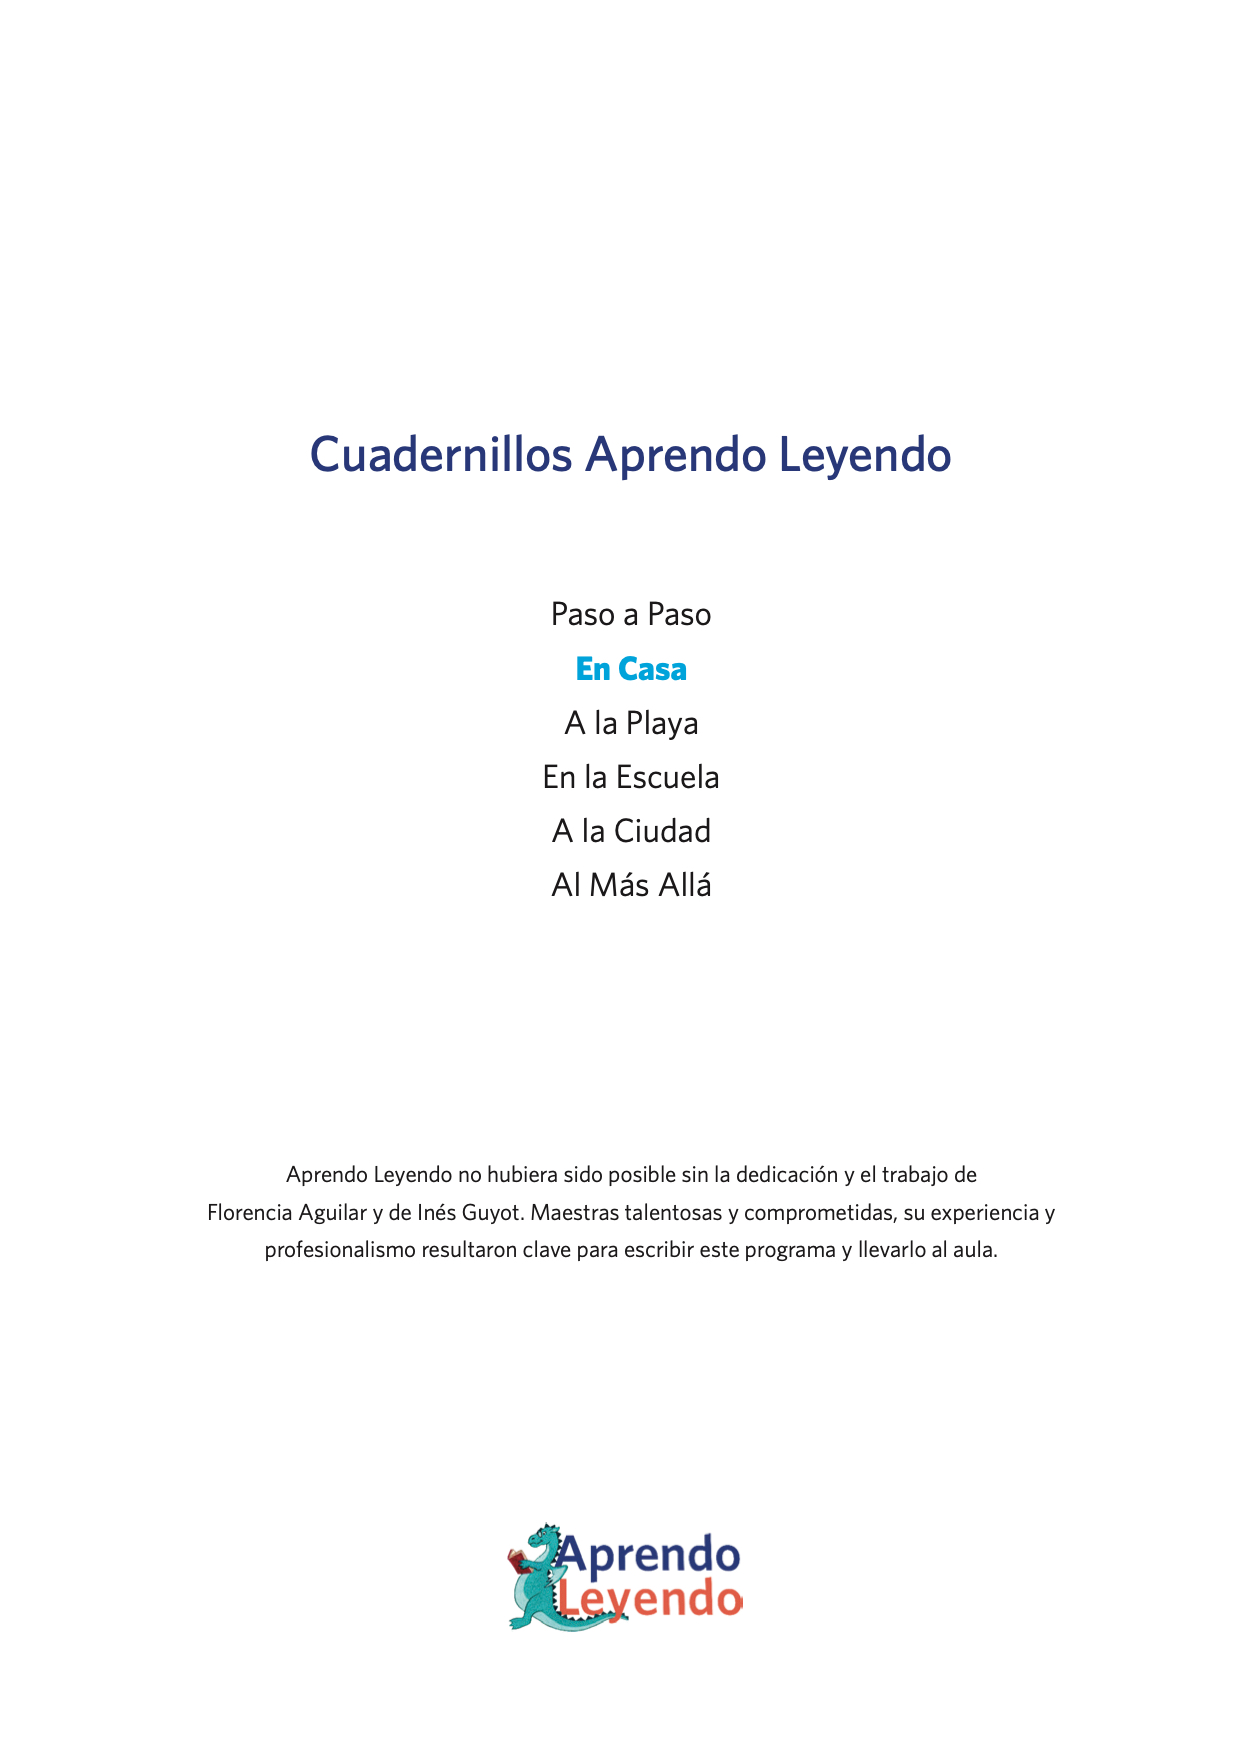 Cuadernillos Aprendo Leyendo
Paso a Paso
En Casa
A la Playa
En la Escuela
A la Ciudad
Al Más Allá
Aprendo Leyendo no hubiera sido posible sin la dedicación y el trabajo de
Florencia Aguilar y de Inés Guyot. Maestras talentosas y comprometidas, su experiencia y
profesionalismo resultaron clave para escribir este programa y llevarlo al aula.
Aprendo
Leyendo